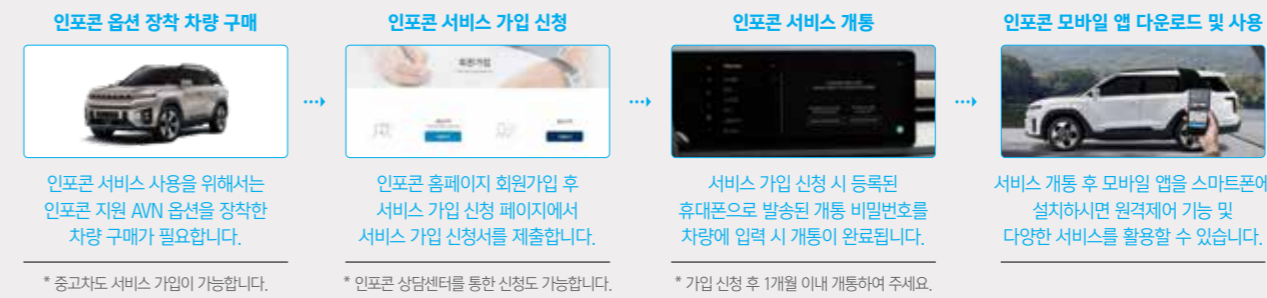 인포콘 옵션 장착 차량 구매
인포콘 서비스 사용을 위해서는
인포콘 지원 AVN 옵션을 장착한
차량 구매가 필요합니다.
* 중고차도 서비스 가입이 가능합니다.
인포콘 서비스 가입 신청
회원가입
인포콘 홈페이지 회원가입 후
서비스 가입 신청 페이지에서
서비스 가입 신청서를 제출합니다.
* 인포콘 상담센터를 통한 신청도 가능합니다.
인포콘 서비스 개통
서비스 가입 신청 시 등록된
휴대폰으로 발송된 개통 비밀번호를
차량에 입력 시 개통이 완료됩니다.
* 가입 신청 후 1개월 이내 개통하여 주세요.
인포콘 모바일 앱 다운로드 및 사용
서비스 개통 후 모바일 앱을 스마트폰에
설치하시면 원격제어 기능 및
다양한 서비스를 활용할 수 있습니다.